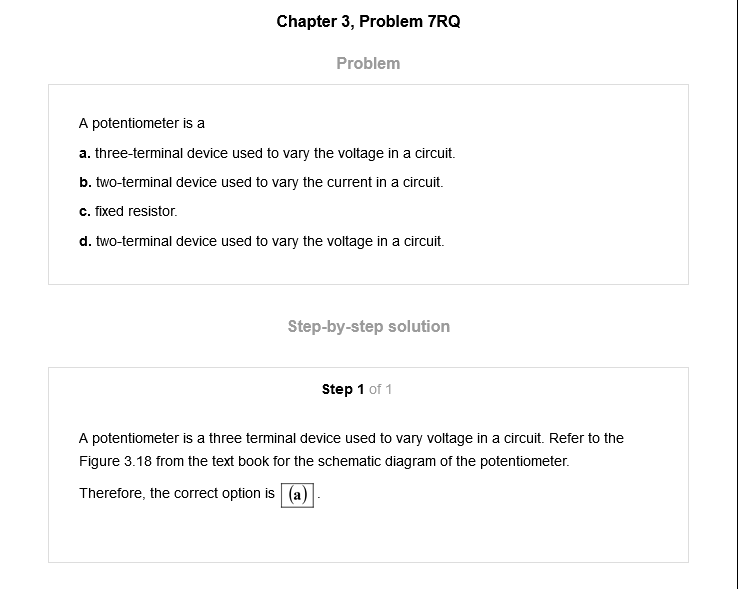 Chapter 3, Problem 7RQ
Problem
A potentiometer is a
a. three-terminal device used to vary the voltage in a circuit.
b. two-terminal device used to vary the current in a circuit.
c. fixed resistor.
d. two-terminal device used to vary the voltage in a circuit.
Step-by-step solution
Step 1 of 1
A potentiometer is a three terminal device used to vary voltage in a circuit. Refer to the
Figure 3.18 from the text book for the schematic diagram of the potentiometer.
Therefore, the correct option is (a).